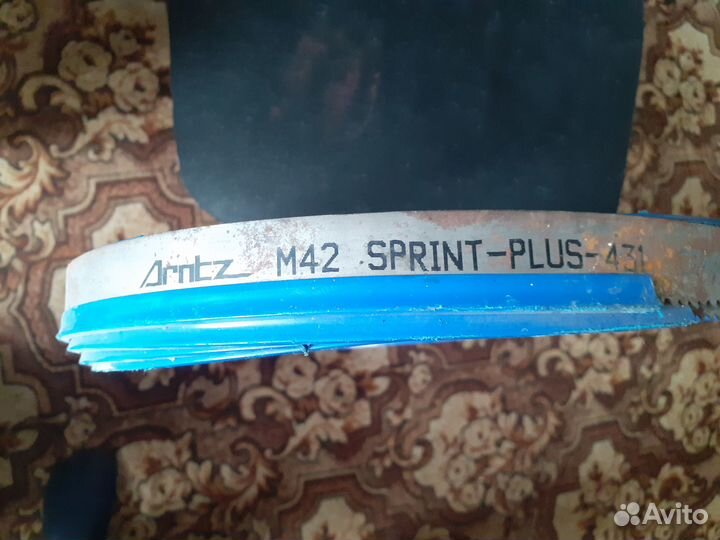 Arntz M42 SPRINT-PLUS-431
Avito